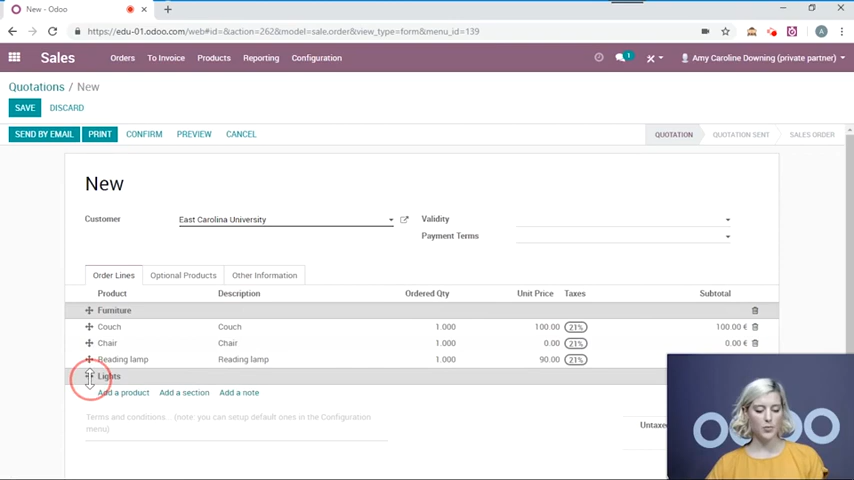 New - Odoo
https://edu-01.odoo.com/web#id=&action=262&model=sale.order&view_type=form&menu_id=139
A
Sales
Orders To Invoice Products Reporting Configuration
1
Amy Caroline Downing (private partner)
Quotations / New
SAVE DISCARD
SEND BY EMAIL PRINT CONFIRM PREVIEW CANCEL
QUOTATION QUOTATION SENT SALES ORDER
New
Customer East Carolina University Validity
Payment Terms
Order Lines Optional Products Other Information
Product Description Ordered Qty Unit Price Taxes Subtotal
Furniture
Couch Couch 1.000 100.00 21% 100.00 €
Chair Chair 1.000 0.00 21% 0.00 €
Reading lamp Reading lamp 1.000 90.00 21%
Lights
Add a product Add a section Add a note
Terms and conditions... (note: you can setup default ones in the Configuration
menu)
Untaxe
odoo